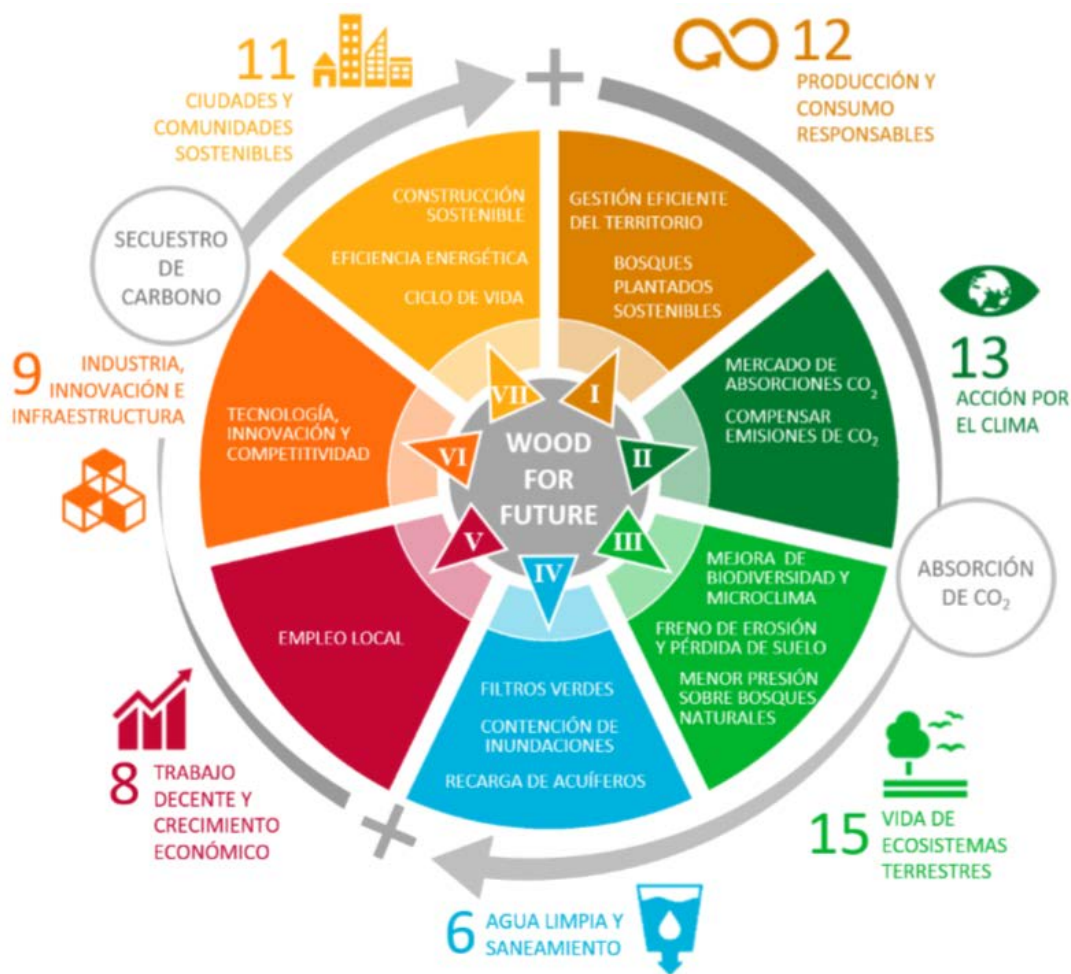 11
CIUDADES Y
COMUNIDADES
SOSTENIBLES
12
PRODUCCIÓN Y
CONSUMO
RESPONSABLES
SECUESTRO
DE
CARBONO
CONSTRUCCIÓN
SOSTENIBLE
EFICIENCIA ENERGÉTICA
CICLO DE VIDA
GESTIÓN EFICIENTE
DEL TERRITORIO
BOSQUES
PLANTADOS
SOSTENIBLES
13
ACCIÓN POR
EL CLIMA
9 INDUSTRIA,
INNOVACIÓN E
INFRAESTRUCTURA
TECNOLOGÍA,
INNOVACIÓN Y
COMPETITIVIDAD
MERCADO DE
ABSORCIONES CO₂
COMPENSAR
EMISIONES DE CO₂
VII
I
VI
II
V
III
IV
WOOD
FOR
FUTURE
ABSORCIÓN
DE CO₂
MEJORA DE
BIODIVERSIDAD Y
MICROCLIMA
FRENO DE EROSIÓN
Y PÉRDIDA DE SUELO
MENOR PRESIÓN
SOBRE BOSQUES
NATURALES
EMPLEO LOCAL
FILTROS VERDES
CONTENCIÓN DE
INUNDACIONES
RECARGA DE ACUÍFEROS
8 TRABAJO
DECENTE Y
CRECIMIENTO
ECONÓMICO
15 VIDA DE
ECOSISTEMAS
TERRESTRES
6 AGUA LIMPIA Y
SANEAMIENTO